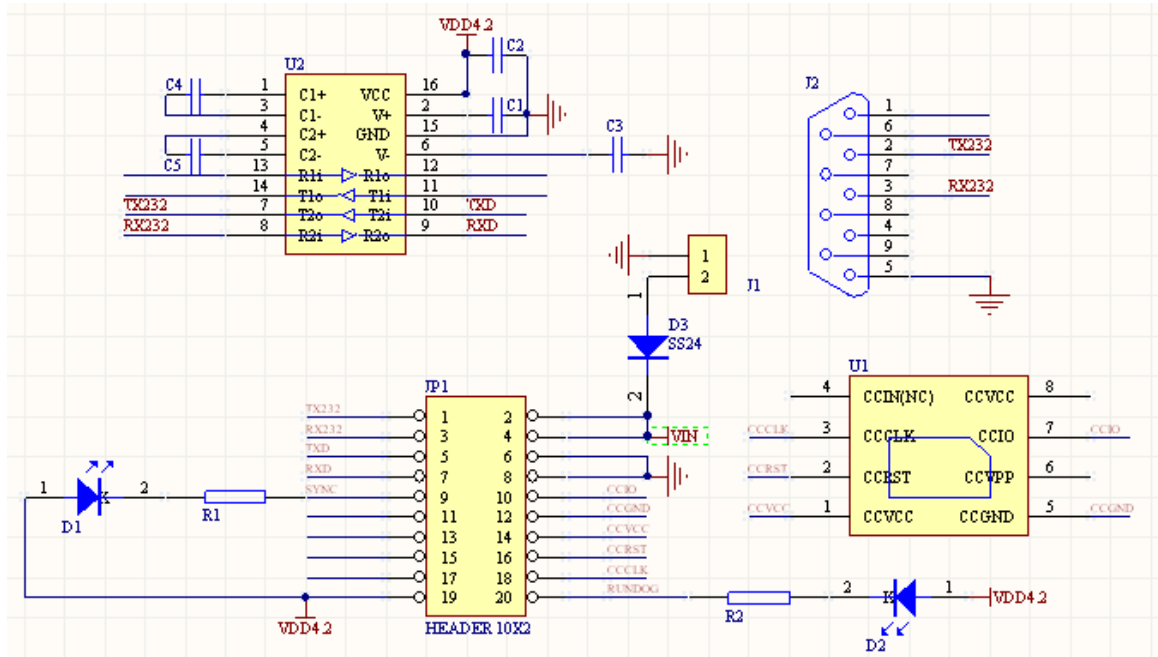 VDD4.2
U2
C2
C4
1
C1+
VCC
16
3
C1-
V+
2
C1
4
C2+
GND
15
5
C2-
V-
6
C3
C5
13
R1i
R1o
12
14
T1o
T1i
11
TX232
7
T2o
T2i
10
TXD
RX232
8
R2i
R2o
9
RXD
J2
1
6
2
TX232
7
3
RX232
8
4
9
5
1
2
J1
1
D3
SS24
2
VIN
JP1
TX232
1
2
RX232
3
4
TXD
5
6
RXD
7
8
SYNC
9
10
CCIO
11
12
CCGND
13
14
CCVCC
15
16
CCRST
17
18
CCCLK
19
20
RUNDOG
HEADER 10X2
VDD4.2
1
K
2
D1
R1
U1
4
CCIN(NC)
CCVCC
8
CCCLK
3
CCCLK
CCIO
7
CCIO
CCRST
2
CCRST
CCVPP
6
CCVCC
1
CCVCC
CCGND
5
CCGND
R2
2
K
1
VDD4.2
D2